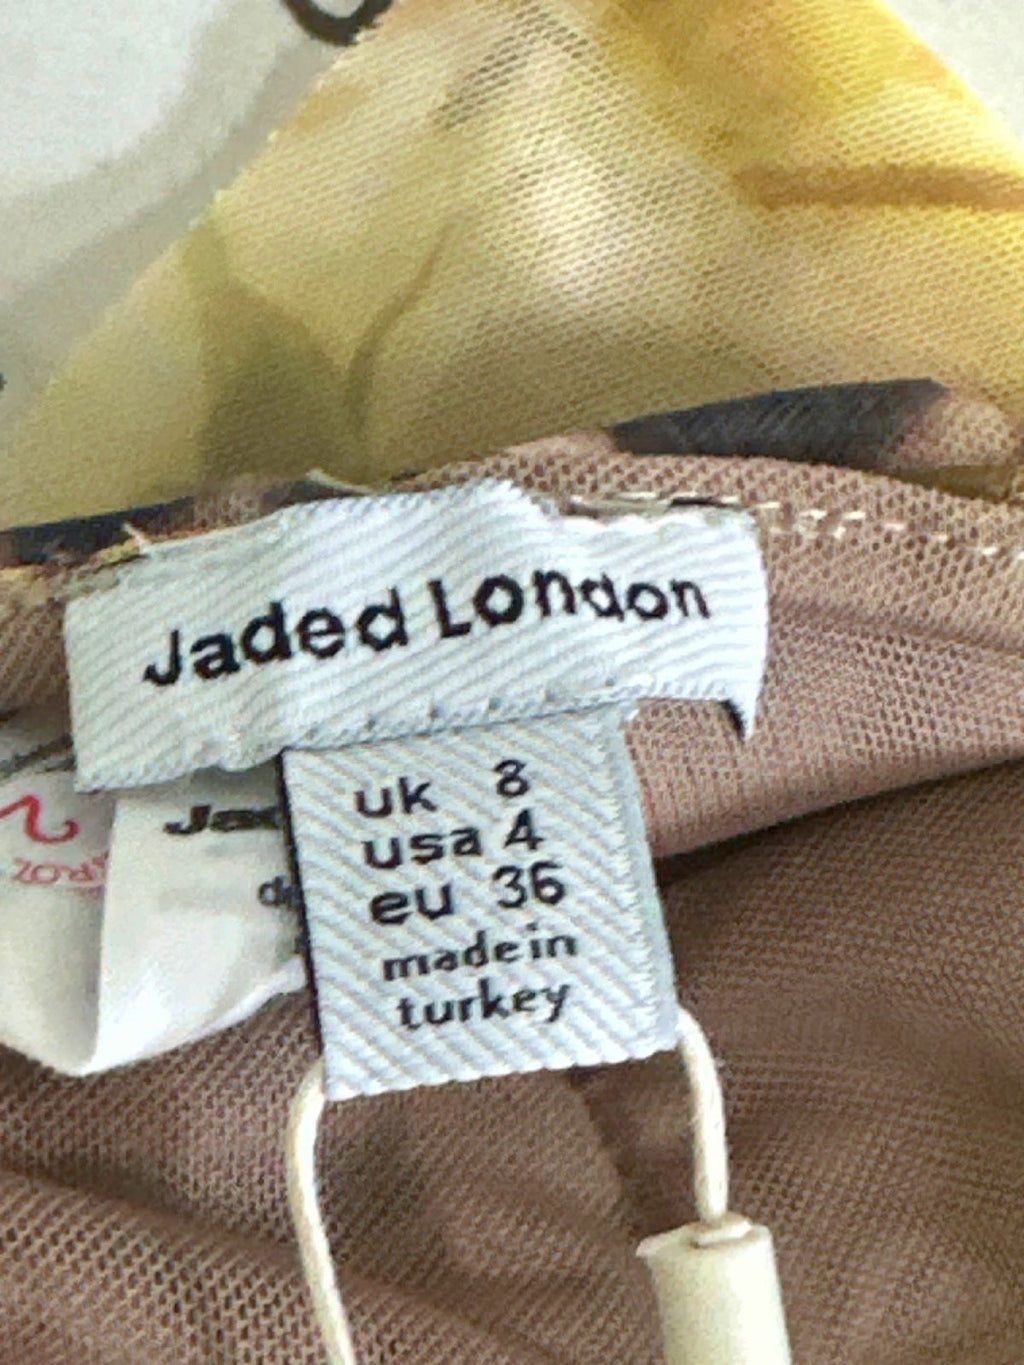 Jaded London
uk 8
usa 4
eu 36
made in
turkey